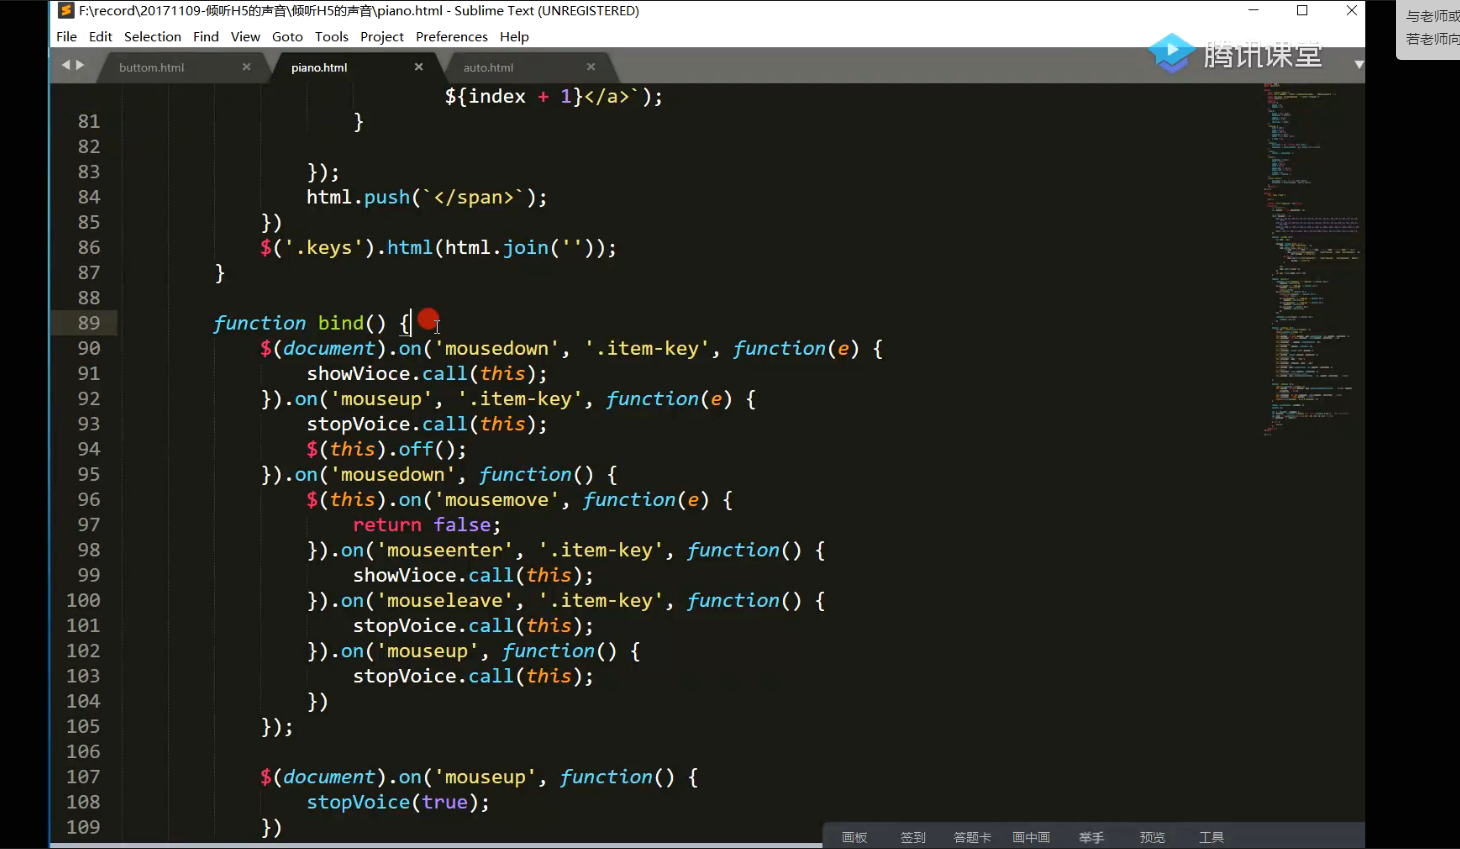 F:\record\20171109-倾听H5的声音\倾听H5的声音\piano.html - Sublime Text (UNREGISTERED)
与老师或
若老师向
File Edit Selection Find View Goto Tools Project Preferences Help
腾讯课堂
buttom.html × piano.html × auto.html ×
${index + 1}</a>`);
81 }
82
83 });
84 html.push(`</span>`);
85 })
86 $('.keys').html(html.join(''));
87 }
88
89 function bind() {
90 $(document).on('mousedown', '.item-key', function(e) {
91 showVioce.call(this);
92 }).on('mouseup', '.item-key', function(e) {
93 stopVoice.call(this);
94 $(this).off();
95 }).on('mousedown', function() {
96 $(this).on('mousemove', function(e) {
97 return false;
98 }).on('mouseenter', '.item-key', function() {
99 showVioce.call(this);
100 }).on('mouseleave', '.item-key', function() {
101 stopVoice.call(this);
102 }).on('mouseup', function() {
103 stopVoice.call(this);
104 })
105 });
106
107 $(document).on('mouseup', function() {
108 stopVoice(true);
109 })
画板 签到 答题卡 画中画 举手 预览 工具